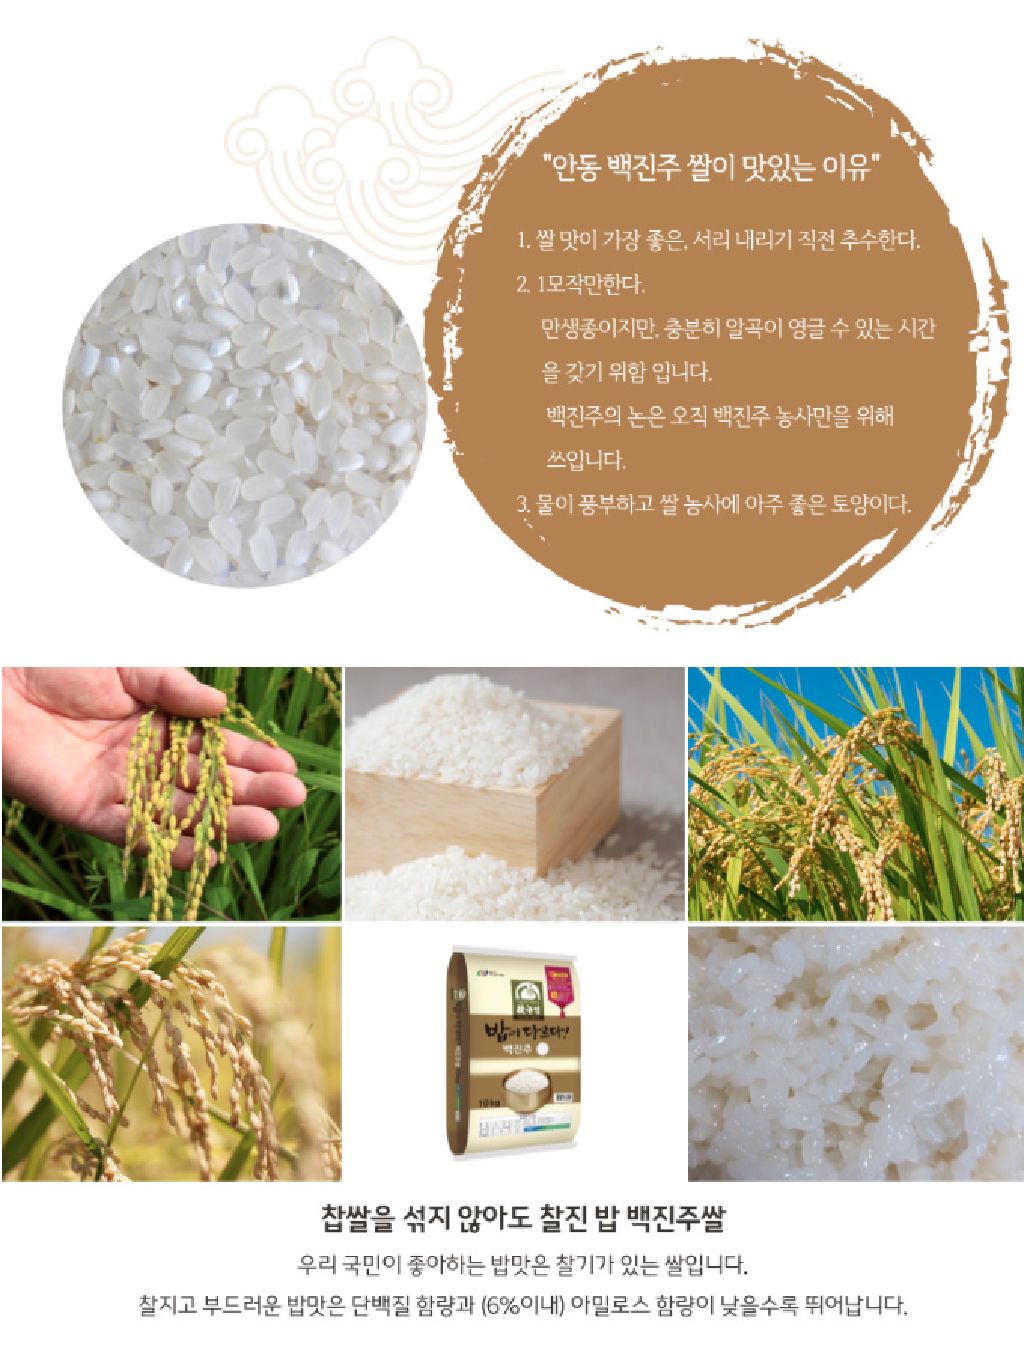 "안동 백진주 쌀이 맛있는 이유"
1. 쌀 맛이 가장 좋은, 서리 내리기 직전 추수한다.
2. 1모작만한다.
만생종이지만, 충분히 알곡이 영글 수 있는 시간
을 갖기 위함 입니다.
백진주의 논은 오직 백진주 농사만을 위해
쓰입니다.
3. 물이 풍부하고 쌀 농사에 아주 좋은 토양이다.
밥이 다르다!
백진주
10kg
찹쌀을 섞지 않아도 찰진 밥 백진주쌀
우리 국민이 좋아하는 밥맛은 찰기가 있는 쌀입니다.
찰지고 부드러운 밥맛은 단백질 함량과 (6%이내) 아밀로스 함량이 낮을수록 뛰어납니다.